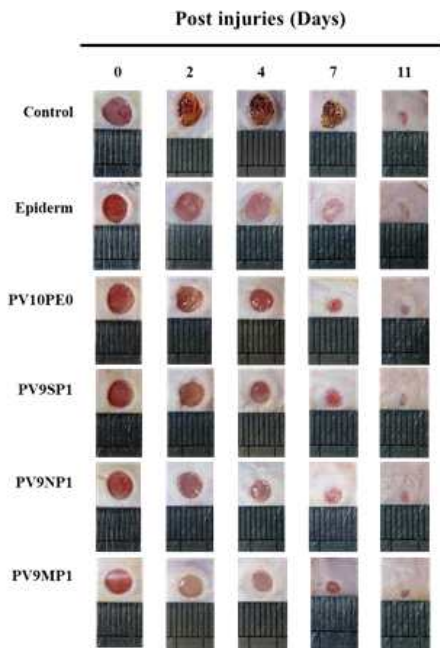 Post injuries (Days)
0 2 4 7 11
Control
Epiderm
PV10PE0
PV9SP1
PV9NP1
PV9MP1